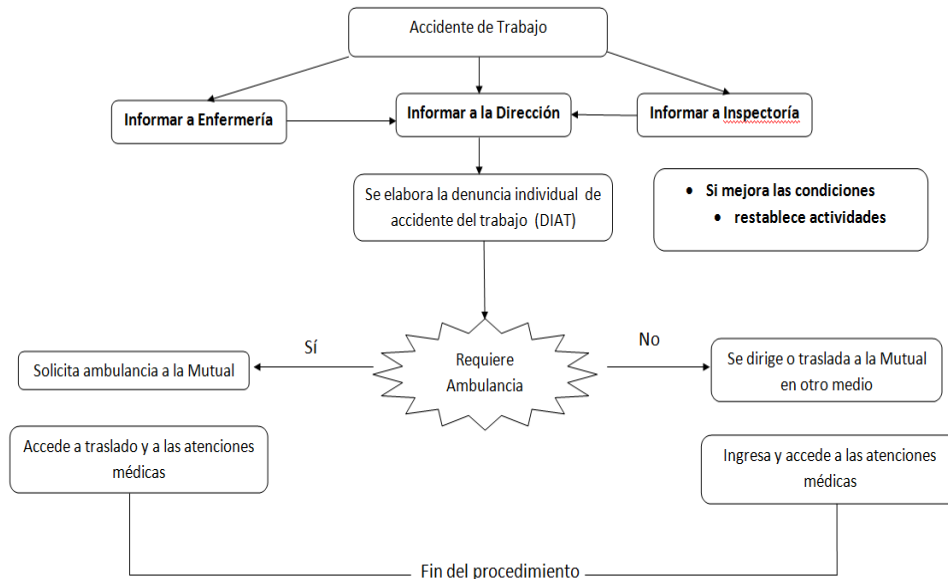 Accidente de Trabajo
Informar a Enfermería
Informar a la Dirección
Informar a Inspectoría
Se elabora la denuncia individual de
accidente del trabajo (DIAT)
• Si mejora las condiciones
• restablece actividades
Sí
Requiere
Ambulancia
No
Solicita ambulancia a la Mutual
Se dirige o traslada a la Mutual
en otro medio
Accede a traslado y a las atenciones
médicas
Ingresa y accede a las atenciones
médicas
Fin del procedimiento